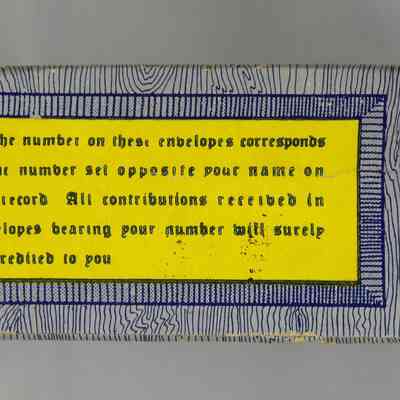 he number on these envelopes corresponds
number set opposite your name on
record All contributions received in
elopes bearing your number will surely
redited to you